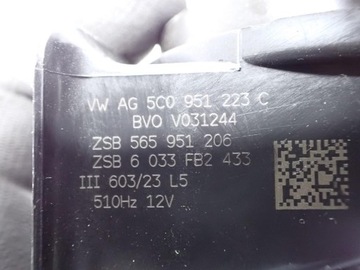 VW AG 5C0 951 223 C
BVO V031244
ZSB 565 951 206
ZSB 6 033 FB2 433
III 603/23 L5
510Hz 12V